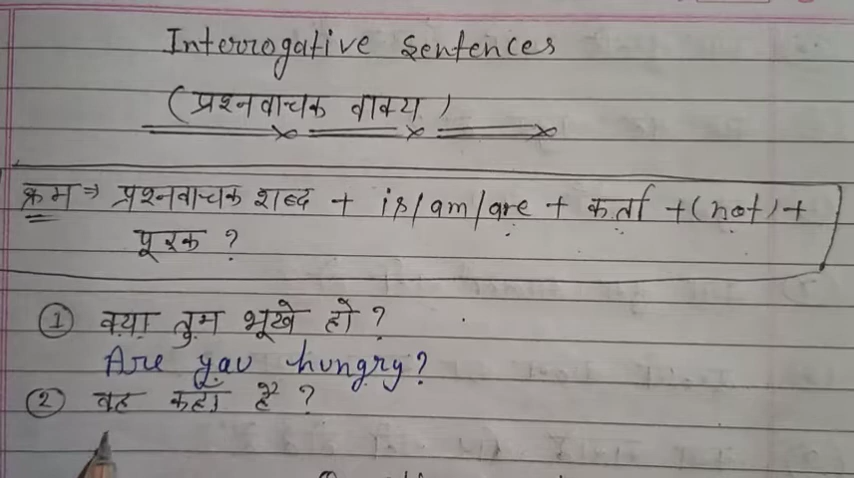 Interrogative Sentences
(प्रश्नवाचक वाक्य)
क्रम ⇒ प्रश्नवाचक शब्द + is/am/are + कर्ता + (not) +
पूरक ?
① क्या तुम भूखे हो ?
Are you hungry?
② वह कहाँ है ?